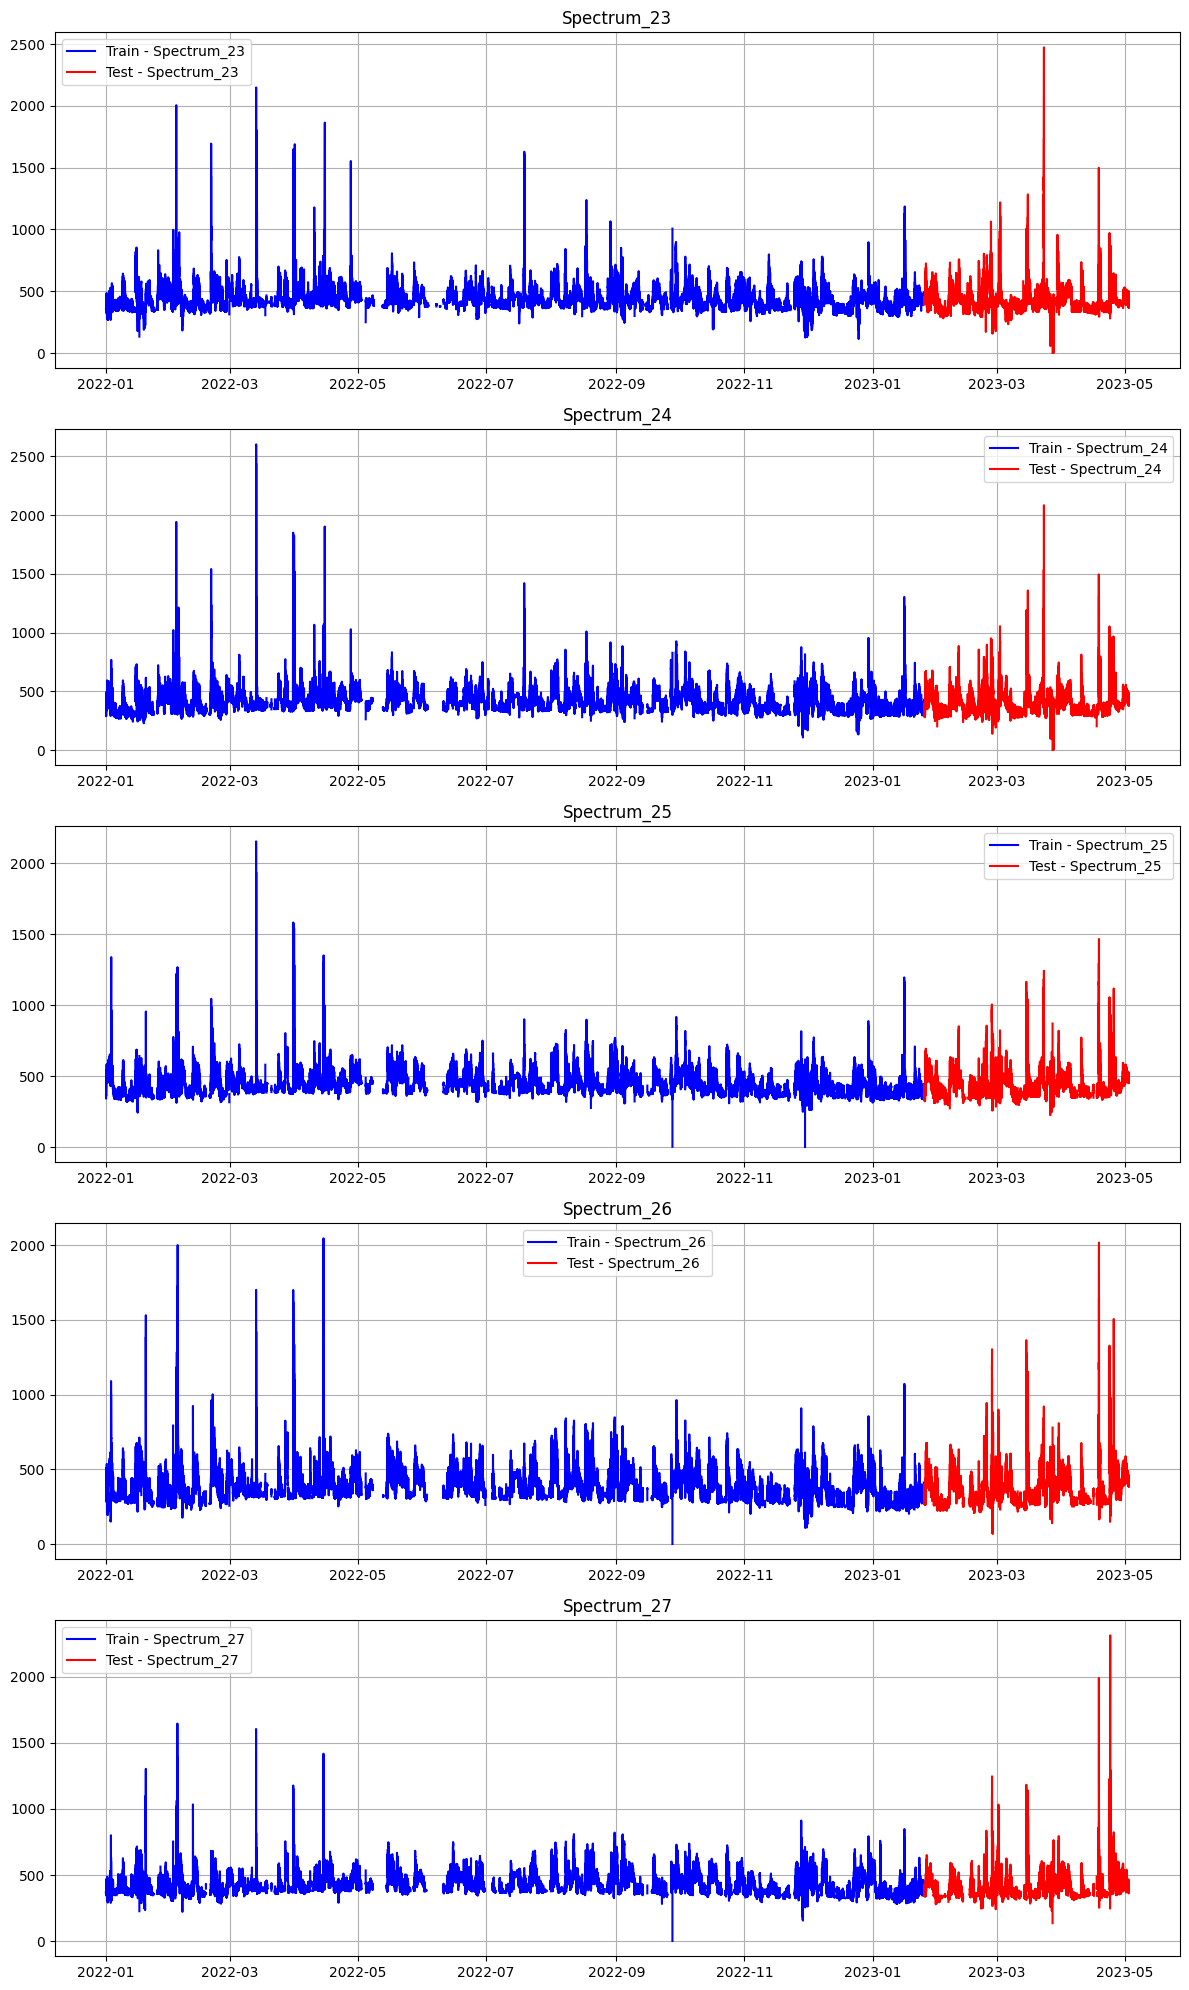 Spectrum_23
Train - Spectrum_23
Test - Spectrum_23
2500
2000
1500
1000
500
0
2022-01 2022-03 2022-05 2022-07 2022-09 2022-11 2023-01 2023-03 2023-05
Spectrum_24
Train - Spectrum_24
Test - Spectrum_24
2500
2000
1500
1000
500
0
2022-01 2022-03 2022-05 2022-07 2022-09 2022-11 2023-01 2023-03 2023-05
Spectrum_25
Train - Spectrum_25
Test - Spectrum_25
2000
1500
1000
500
0
2022-01 2022-03 2022-05 2022-07 2022-09 2022-11 2023-01 2023-03 2023-05
Spectrum_26
Train - Spectrum_26
Test - Spectrum_26
2000
1500
1000
500
0
2022-01 2022-03 2022-05 2022-07 2022-09 2022-11 2023-01 2023-03 2023-05
Spectrum_27
Train - Spectrum_27
Test - Spectrum_27
2000
1500
1000
500
0
2022-01 2022-03 2022-05 2022-07 2022-09 2022-11 2023-01 2023-03 2023-05